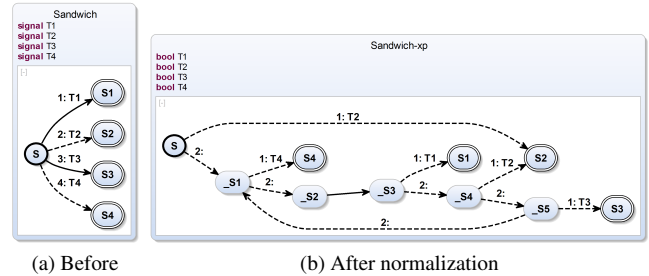 Sandwich
signal T1
signal T2
signal T3
signal T4
[-]
1: T1
S1
2: T2
S2
S
3: T3
S3
4: T4
S4
(a) Before
Sandwich-xp
bool T1
bool T2
bool T3
bool T4
[-]
1: T2
S
2:
1: T4
S4
1: T1
S1
1: T2
S2
_S1
2:
_S2
_S3
2:
_S4
2:
_S5
1: T3
S3
2:
(b) After normalization